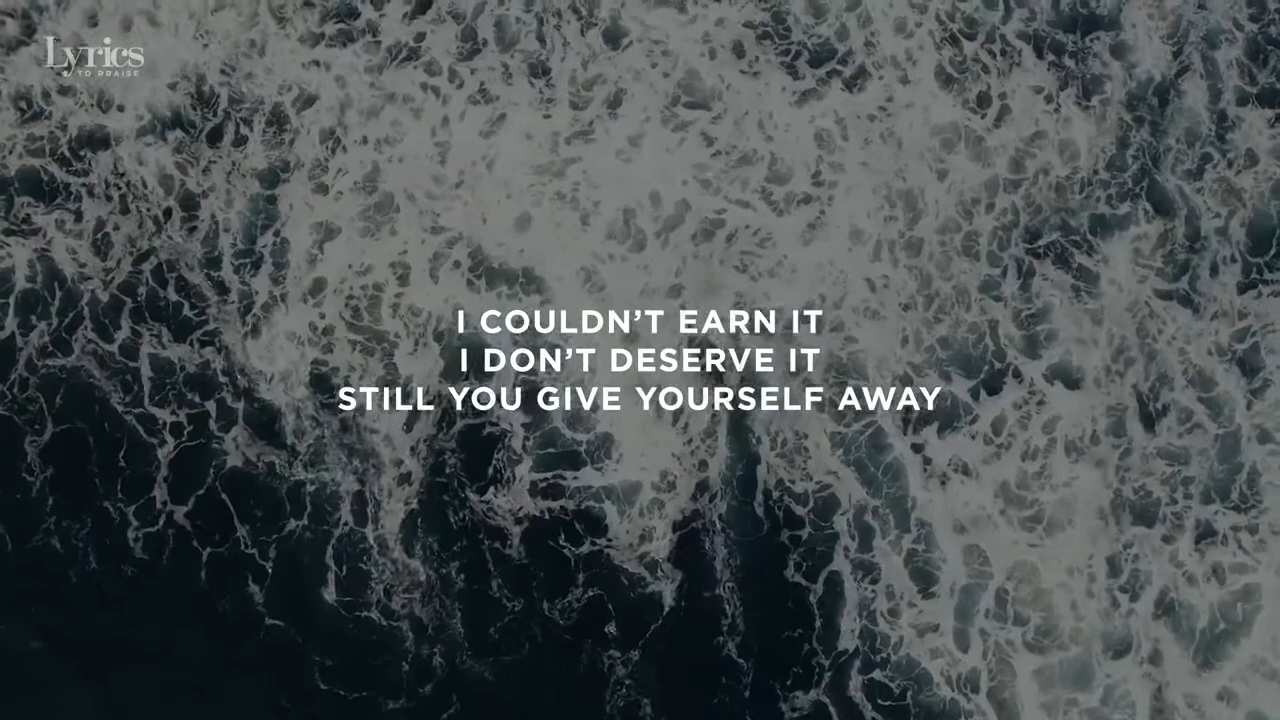 Lyrics
TO PRAISE
I COULDN’T EARN IT
I DON’T DESERVE IT
STILL YOU GIVE YOURSELF AWAY